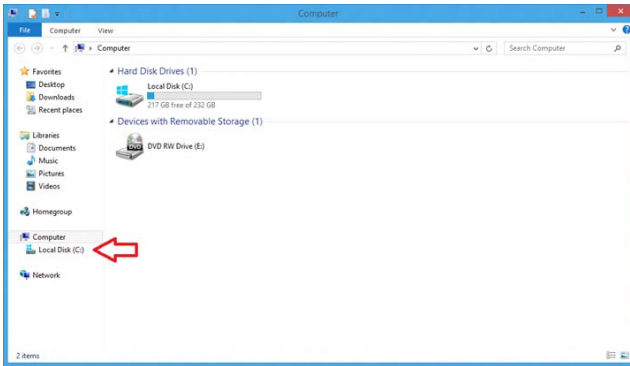 Computer
File Computer View
Computer
Search Computer
Favorites
Desktop
Downloads
Recent places
Libraries
Documents
Music
Pictures
Videos
Homegroup
Computer
Local Disk (C:)
Network
Hard Disk Drives (1)
Local Disk (C:)
217 GB free of 232 GB
Devices with Removable Storage (1)
DVD
DVD RW Drive (E:)
2 items